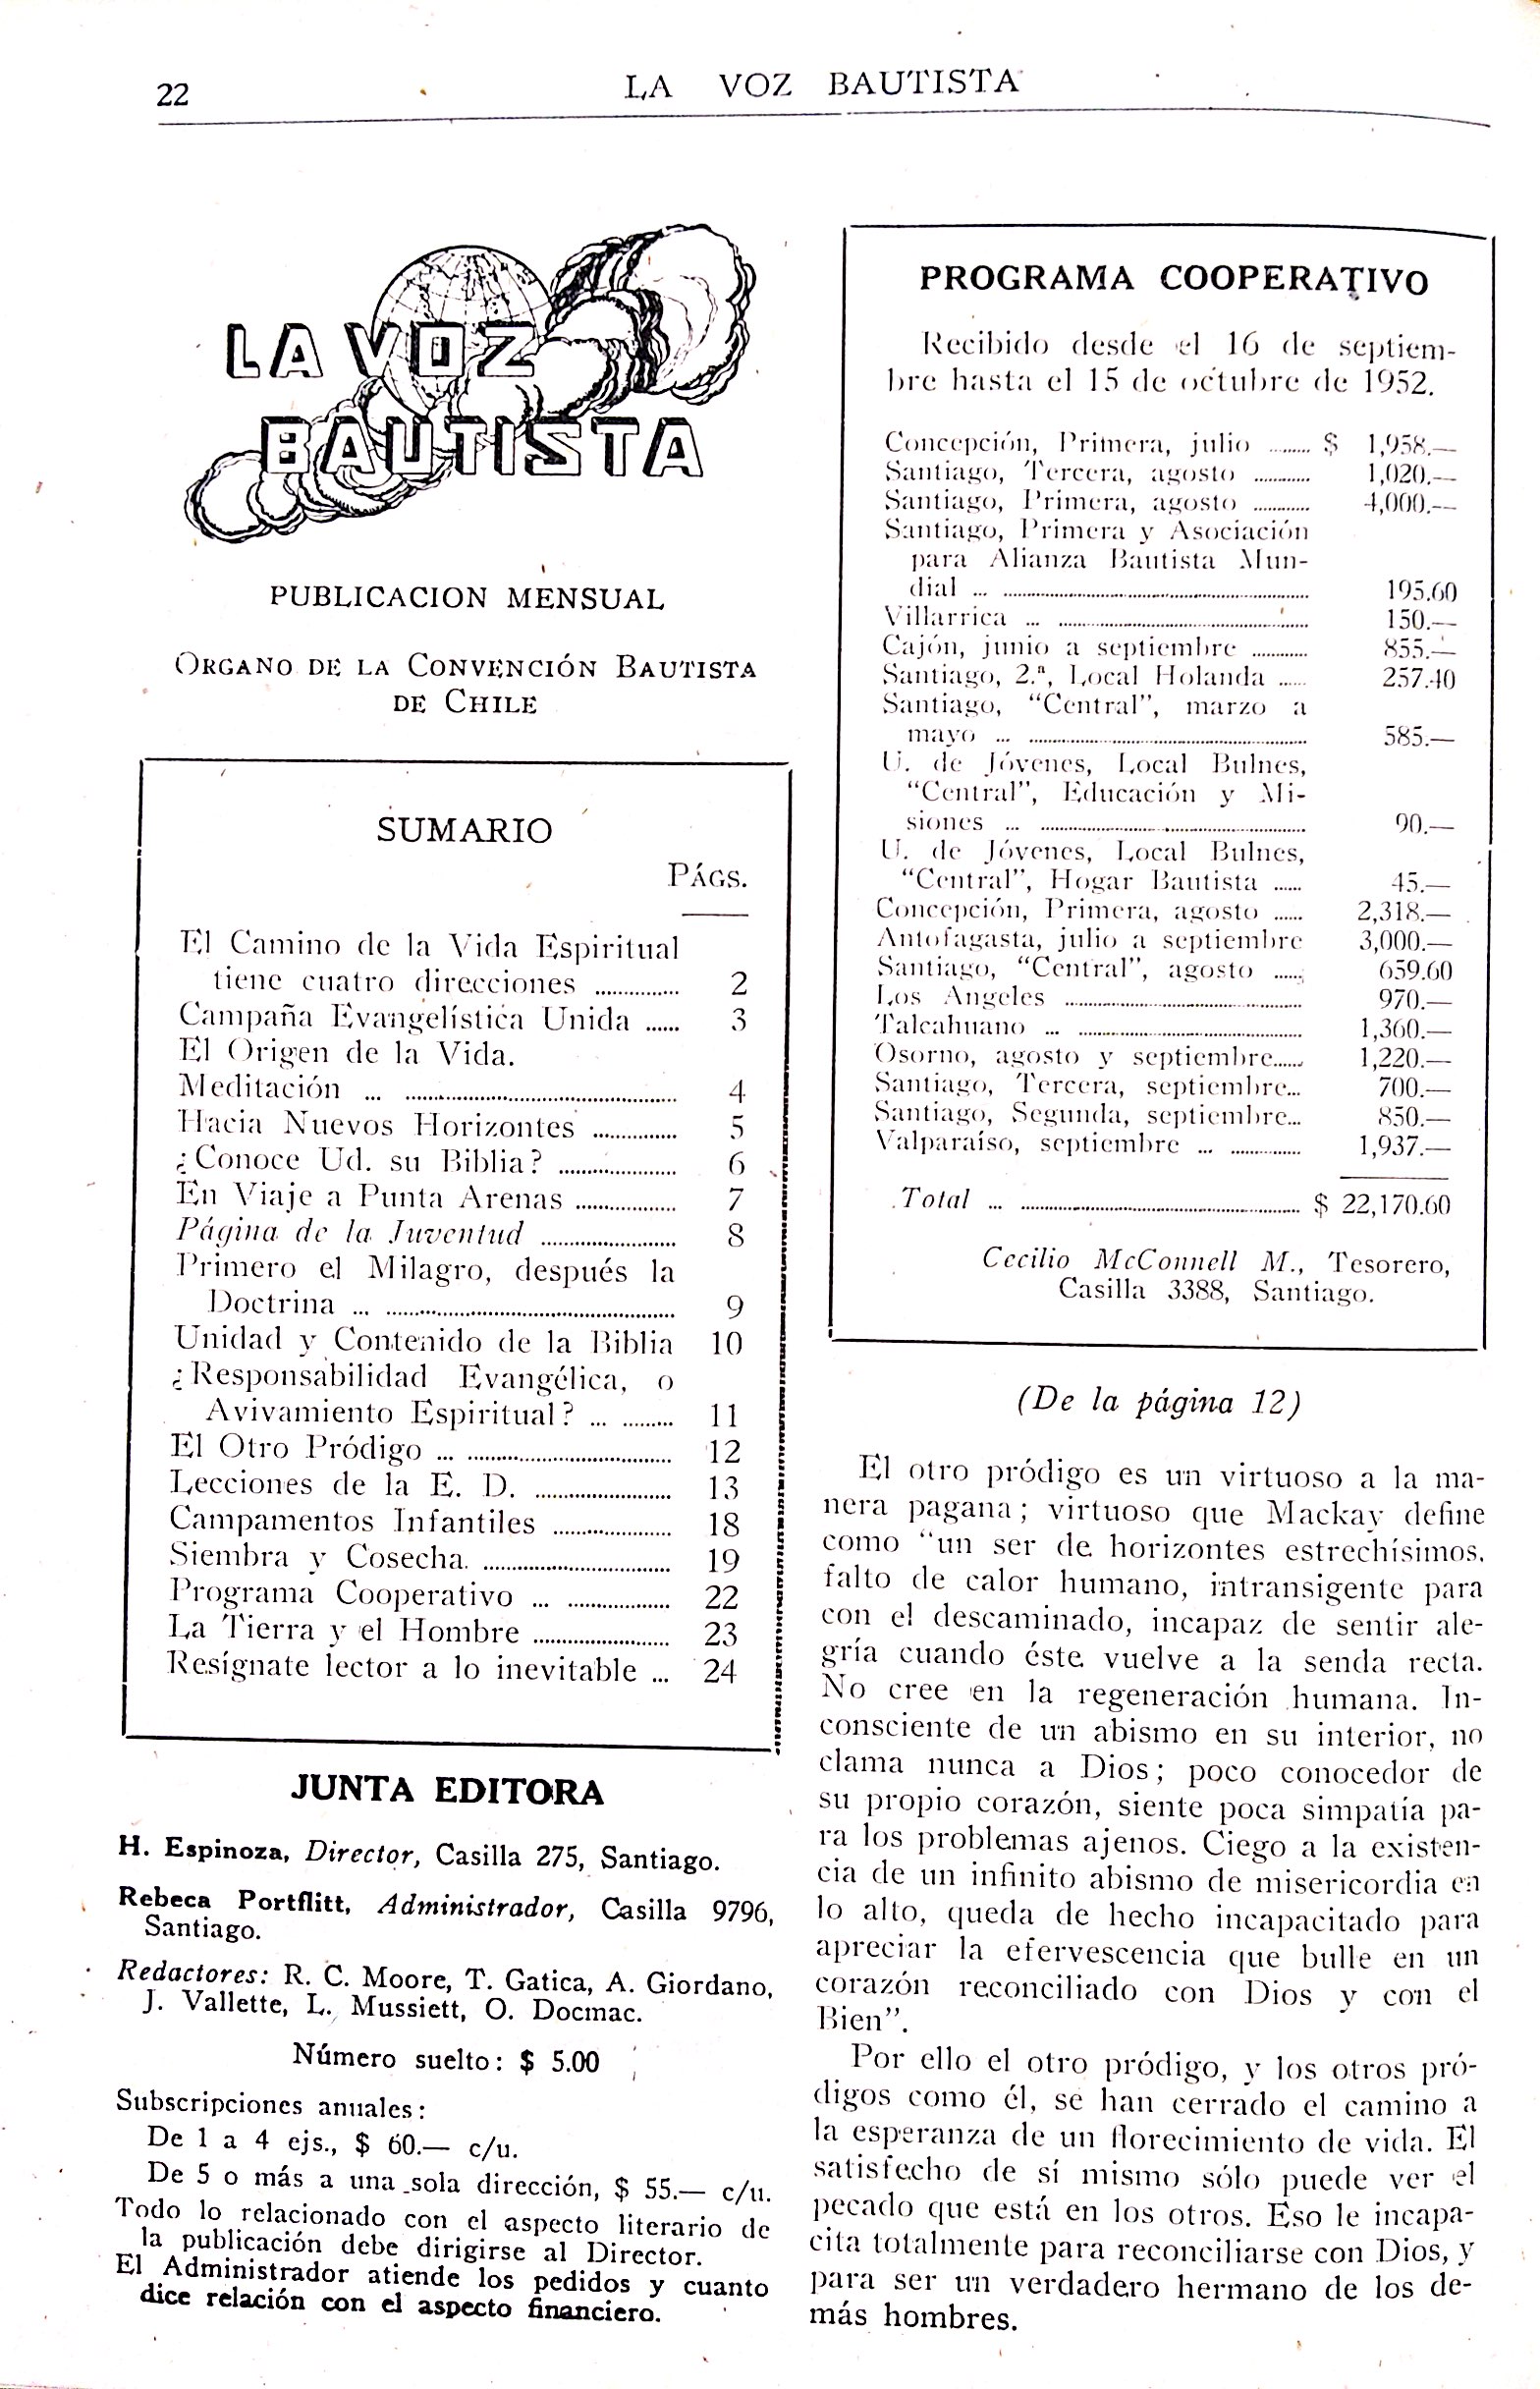 22
LA VOZ BAUTISTA
LA VOZ
BAUTISTA
PUBLICACION MENSUAL
ORGANO DE LA CONVENCIÓN BAUTISTA
DE CHILE
SUMARIO
PÁGS.
El Camino de la Vida Espiritual
tiene cuatro direcciones .............. 2
Campaña Evangelística Unida ...... 3
El Origen de la Vida.
Meditación ... .............................................. 4
Hacia Nuevos Horizontes .............. 5
¿Conoce Ud. su Biblia? .................... 6
En Viaje a Punta Arenas ................. 7
Página de la Juventud ....................... 8
Primero el Milagro, después la
Doctrina ... ................................................. 9
Unidad y Contenido de la Biblia 10
¿Responsabilidad Evangélica, o
Avivamiento Espiritual? ... ......... 11
El Otro Pródigo ... ................................... 12
Lecciones de la E. D. ....................... 13
Campamentos Infantiles .................... 18
Siembra y Cosecha. ................................ 19
Programa Cooperativo ... ................. 22
La Tierra y el Hombre ....................... 23
Resígnate lector a lo inevitable ... 24
JUNTA EDITORA
H. Espinoza, Director, Casilla 275, Santiago.
Rebeca Portflitt, Administrador, Casilla 9796,
Santiago.
Redactores: R. C. Moore, T. Gatica, A. Giordano,
J. Vallette, L. Mussiett, O. Docmac.
Número suelto: $ 5.00
Subscripciones anuales:
De 1 a 4 ejs., $ 60.— c/u.
De 5 o más a una sola dirección, $ 55.— c/u.
Todo lo relacionado con el aspecto literario de
la publicación debe dirigirse al Director.
El Administrador atiende los pedidos y cuanto
dice relación con el aspecto financiero.
PROGRAMA COOPERATIVO
Recibido desde el 16 de septiem-
bre hasta el 15 de octubre de 1952.
Concepción, Primera, julio ........ $ 1,958.—
Santiago, Tercera, agosto ............ 1,020.—
Santiago, Primera, agosto ............ 4,000.—
Santiago, Primera y Asociación
para Alianza Bautista Mun-
dial ... .................................................. 195.60
Villarrica ... .......................................... 150.—
Cajón, junio a septiembre ............ 855.—
Santiago, 2.ª, Local Holanda ...... 257.40
Santiago, “Central”, marzo a
mayo ... .............................................. 585.—
U. de Jóvenes, Local Bulnes,
“Central”, Educación y Mi-
siones ... ............................................ 90.—
U. de Jóvenes, Local Bulnes,
“Central”, Hogar Bautista ...... 45.—
Concepción, Primera, agosto ...... 2,318.—
Antofagasta, julio a septiembre 3,000.—
Santiago, “Central”, agosto ...... 659.60
Los Angeles ........................................ 970.—
Talcahuano ... ..................................... 1,360.—
Osorno, agosto y septiembre...... 1,220.—
Santiago, Tercera, septiembre... 700.—
Santiago, Segunda, septiembre... 850.—
Valparaíso, septiembre ... ............... 1,937.—
Total ... .............................................. $ 22,170.60
Cecilio McConnell M., Tesorero,
Casilla 3388, Santiago.
(De la página 12)
El otro pródigo es un virtuoso a la ma-
nera pagana; virtuoso que Mackay define
como “un ser de horizontes estrechísimos,
falto de calor humano, intransigente para
con el descaminado, incapaz de sentir ale-
gría cuando éste vuelve a la senda recta.
No cree en la regeneración humana. In-
consciente de un abismo en su interior, no
clama nunca a Dios; poco conocedor de
su propio corazón, siente poca simpatía pa-
ra los problemas ajenos. Ciego a la existen-
cia de un infinito abismo de misericordia en
lo alto, queda de hecho incapacitado para
apreciar la efervescencia que bulle en un
corazón reconciliado con Dios y con el
Bien”.
Por ello el otro pródigo, y los otros pró-
digos como él, se han cerrado el camino a
la esperanza de un florecimiento de vida. El
satisfecho de sí mismo sólo puede ver el
pecado que está en los otros. Eso le incapa-
cita totalmente para reconciliarse con Dios, y
para ser un verdadero hermano de los de-
más hombres.